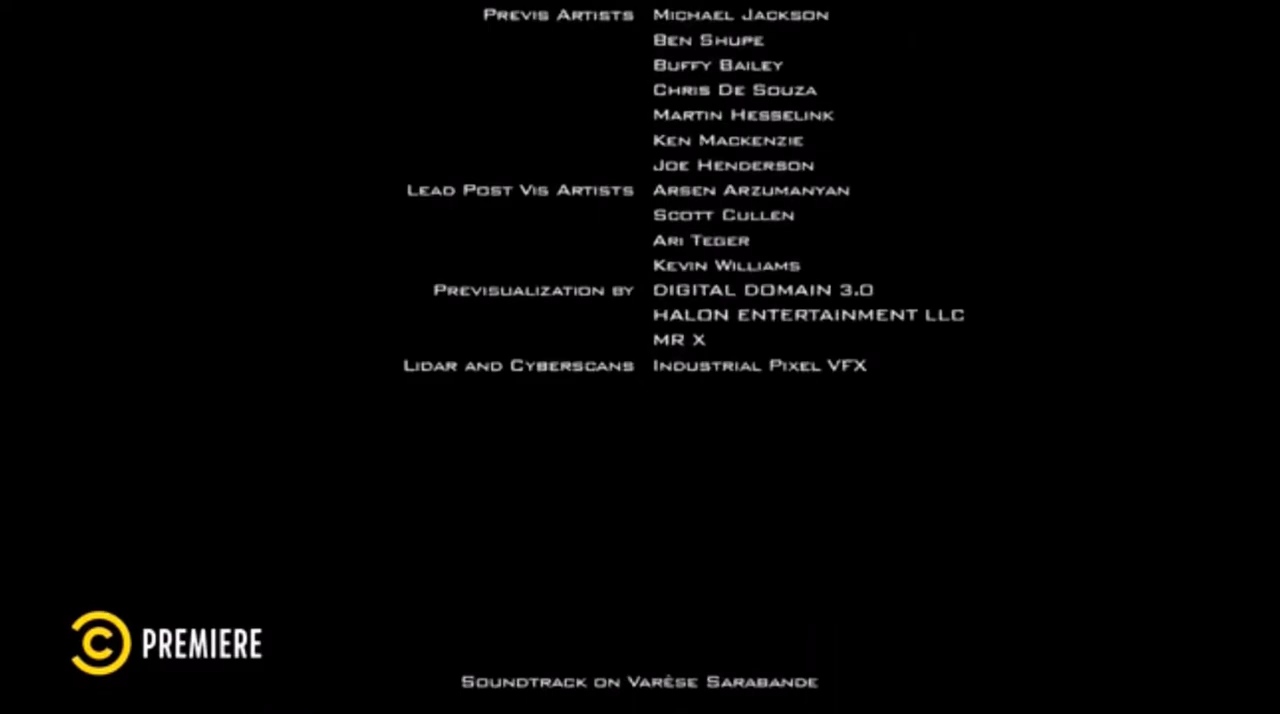 Previs Artists Michael Jackson
Ben Shupe
Buffy Bailey
Chris De Souza
Martin Hesselink
Ken Mackenzie
Joe Henderson
Lead Post Vis Artists Arsen Arzumanyan
Scott Cullen
Ari Teger
Kevin Williams
Previsualization by DIGITAL DOMAIN 3.0
HALON ENTERTAINMENT LLC
MR X
Lidar and Cyberscans Industrial Pixel VFX
PREMIERE
Soundtrack on Varèse Sarabande